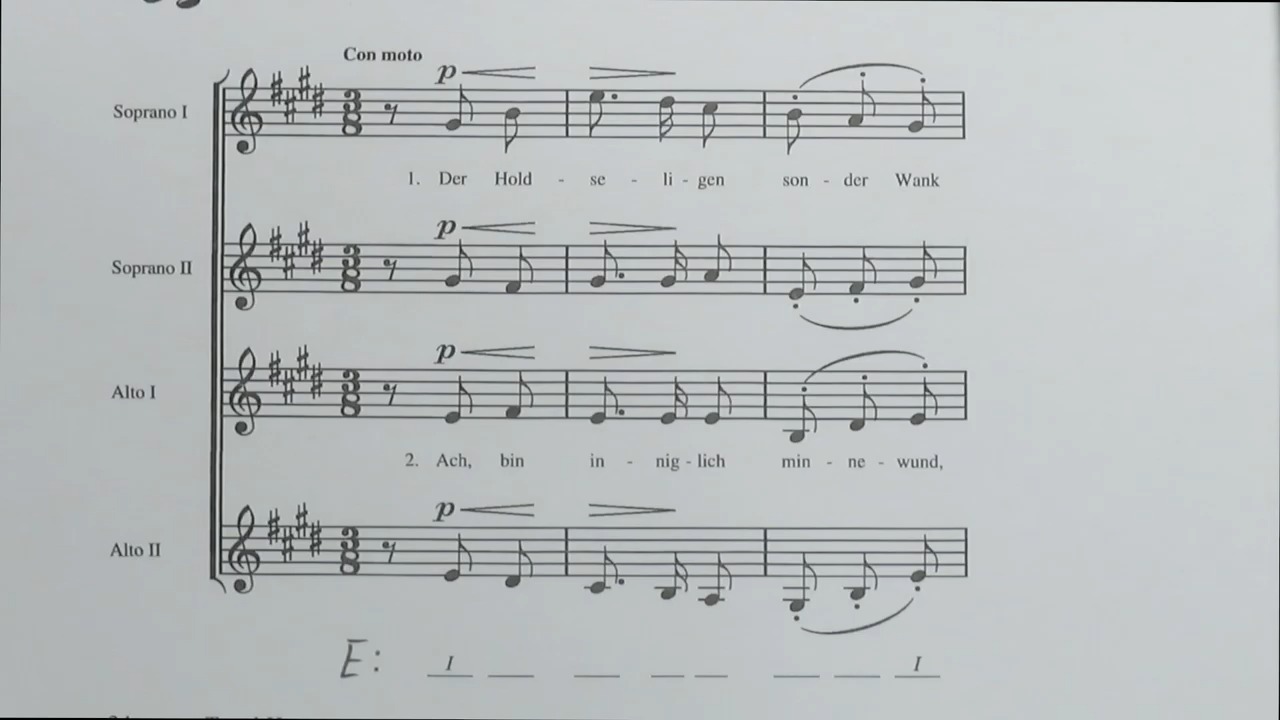 Con moto
p
Soprano I
1. Der Hold - se - li - gen son - der Wank
p
Soprano II
p
Alto I
2. Ach, bin in - nig - lich min - ne - wund,
p
Alto II
E: I I